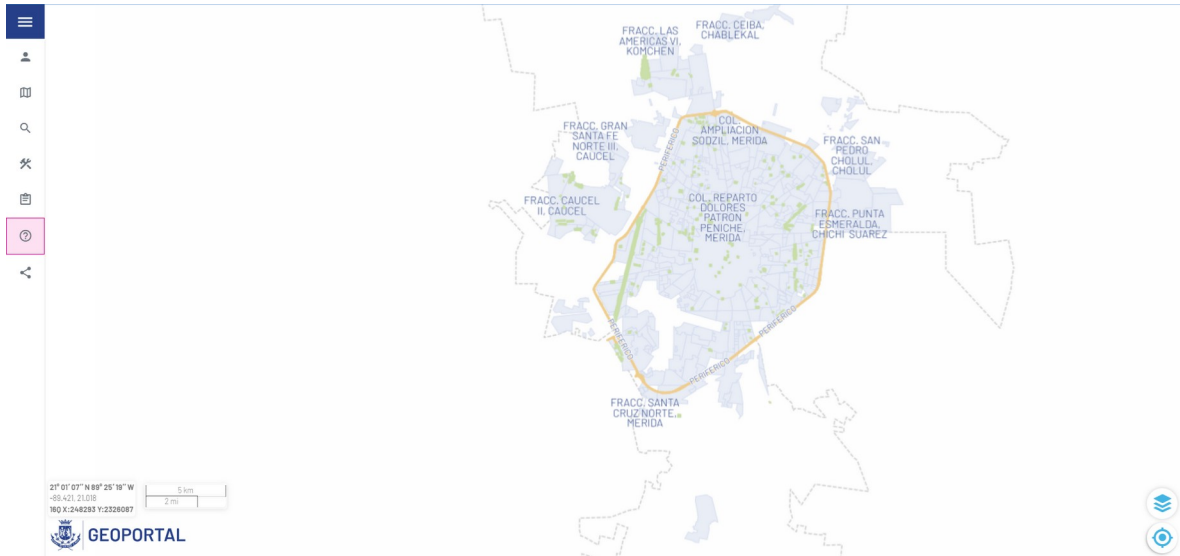 FRACC. LAS
AMERICAS VI,
KOMCHEN
FRACC. CEIBA,
CHABLEKAL
FRACC. GRAN
SANTA FE
NORTE III,
CAUCEL
PERIFERICO
COL.
AMPLIACION
SODZIL, MERIDA
FRACC. SAN
PEDRO
CHOLUL,
CHOLUL
FRACC. CAUCEL
II, CAUCEL
COL. REPARTO
DOLORES
PATRON
PENICHE,
MERIDA
FRACC. PUNTA
ESMERALDA,
CHICHI SUAREZ
PERIFERICO
PERIFERICO
PERIFERICO
FRACC. SANTA
CRUZ NORTE,
MERIDA
21° 01' 07'' N 89° 25' 19'' W
-89.421, 21.018
16Q X:248293 Y:2326087
5 km
2 mi
GEOPORTAL